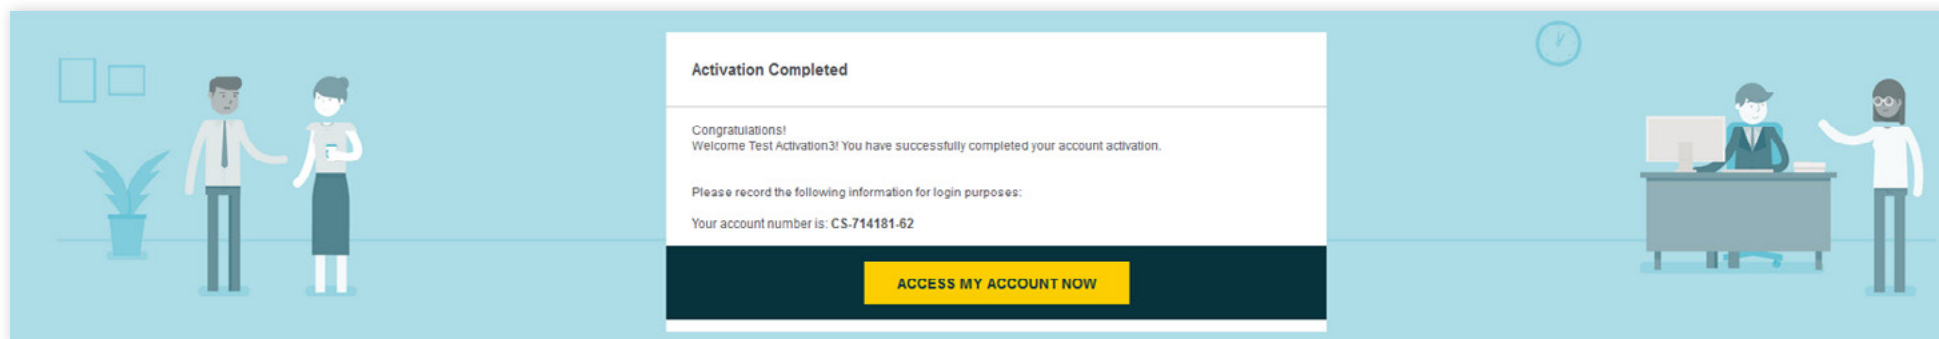 Activation Completed
Congratulations!
Welcome Test Activation3! You have successfully completed your account activation.
Please record the following information for login purposes:
Your account number is: CS-714181-62
ACCESS MY ACCOUNT NOW